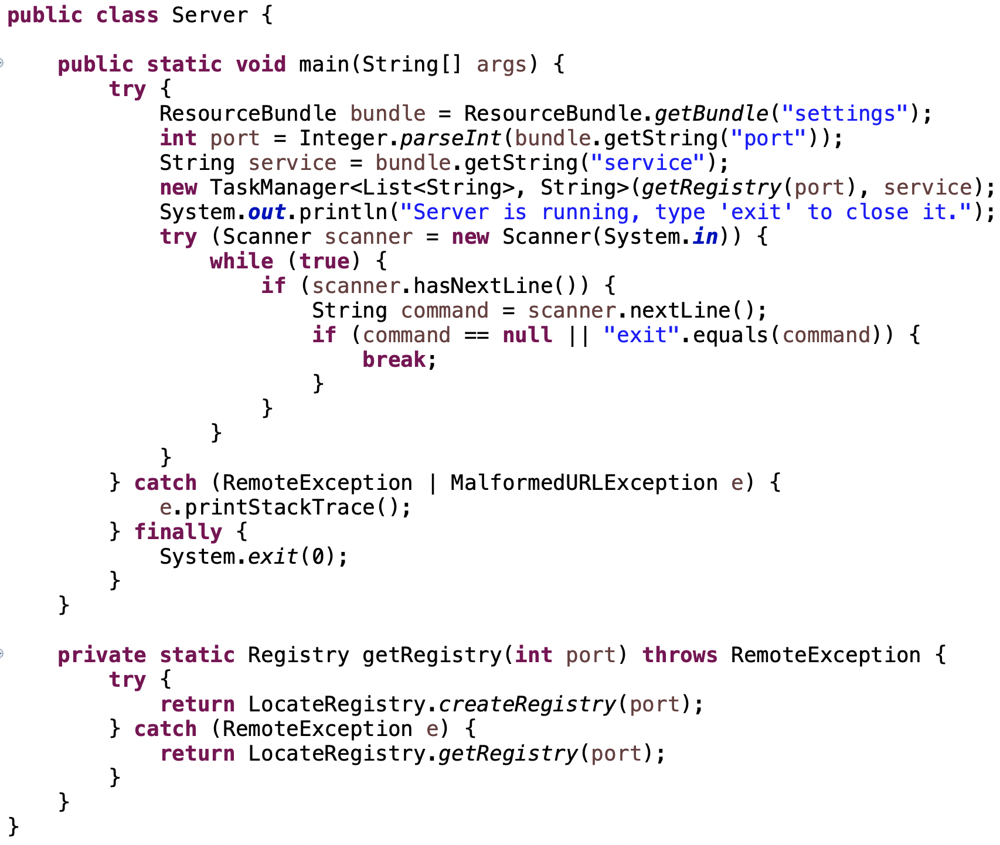 public class Server {
    public static void main(String[] args) {
        try {
            ResourceBundle bundle = ResourceBundle.getBundle("settings");
            int port = Integer.parseInt(bundle.getString("port"));
            String service = bundle.getString("service");
            new TaskManager<List<String>, String>(getRegistry(port), service);
            System.out.println("Server is running, type 'exit' to close it.");
            try (Scanner scanner = new Scanner(System.in)) {
                while (true) {
                    if (scanner.hasNextLine()) {
                        String command = scanner.nextLine();
                        if (command == null || "exit".equals(command)) {
                            break;
                        }
                    }
                }
            }
        } catch (RemoteException | MalformedURLException e) {
            e.printStackTrace();
        } finally {
            System.exit(0);
        }
    }
    private static Registry getRegistry(int port) throws RemoteException {
        try {
            return LocateRegistry.createRegistry(port);
        } catch (RemoteException e) {
            return LocateRegistry.getRegistry(port);
        }
    }
}